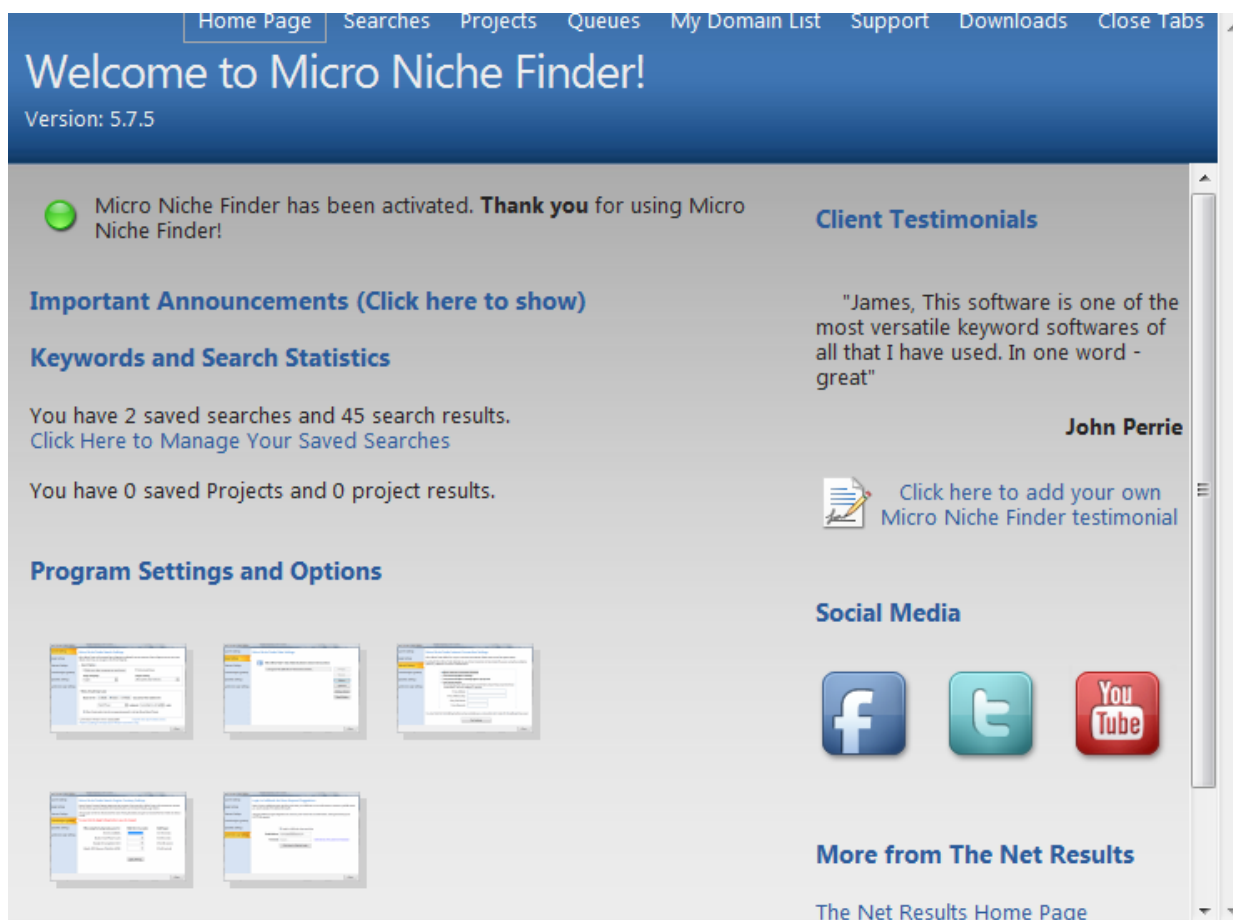 Home Page Searches Projects Queues My Domain List Support Downloads Close Tabs
Welcome to Micro Niche Finder!
Version: 5.7.5
Micro Niche Finder has been activated. Thank you for using Micro
Niche Finder!
Important Announcements (Click here to show)
Keywords and Search Statistics
You have 2 saved searches and 45 search results.
Click Here to Manage Your Saved Searches
You have 0 saved Projects and 0 project results.
Program Settings and Options
Client Testimonials
"James, This software is one of the
most versatile keyword softwares of
all that I have used. In one word -
great"
John Perrie
Click here to add your own
Micro Niche Finder testimonial
Social Media
You
Tube
More from The Net Results
The Net Results Home Page